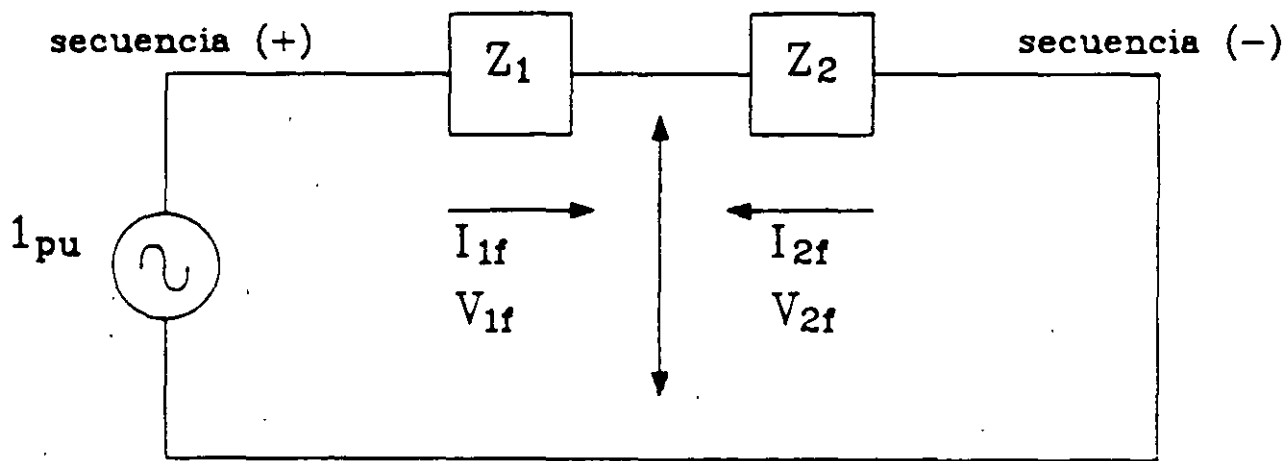 secuencia (+)
Z₁
Z₂
secuencia (−)
1pu
I1f
V1f
I2f
V2f